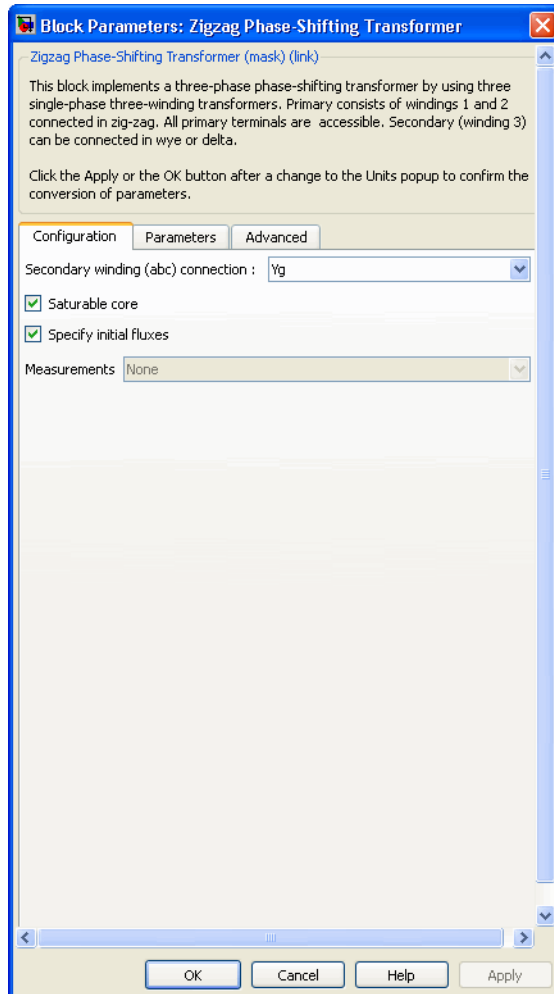 Block Parameters: Zigzag Phase-Shifting Transformer
Zigzag Phase-Shifting Transformer (mask) (link)
This block implements a three-phase phase-shifting transformer by using three
single-phase three-winding transformers. Primary consists of windings 1 and 2
connected in zig-zag. All primary terminals are accessible. Secondary (winding 3)
can be connected in wye or delta.
Click the Apply or the OK button after a change to the Units popup to confirm the
conversion of parameters.
Configuration Parameters Advanced
Secondary winding (abc) connection : Yg
Saturable core
Specify initial fluxes
Measurements None
OK Cancel Help Apply